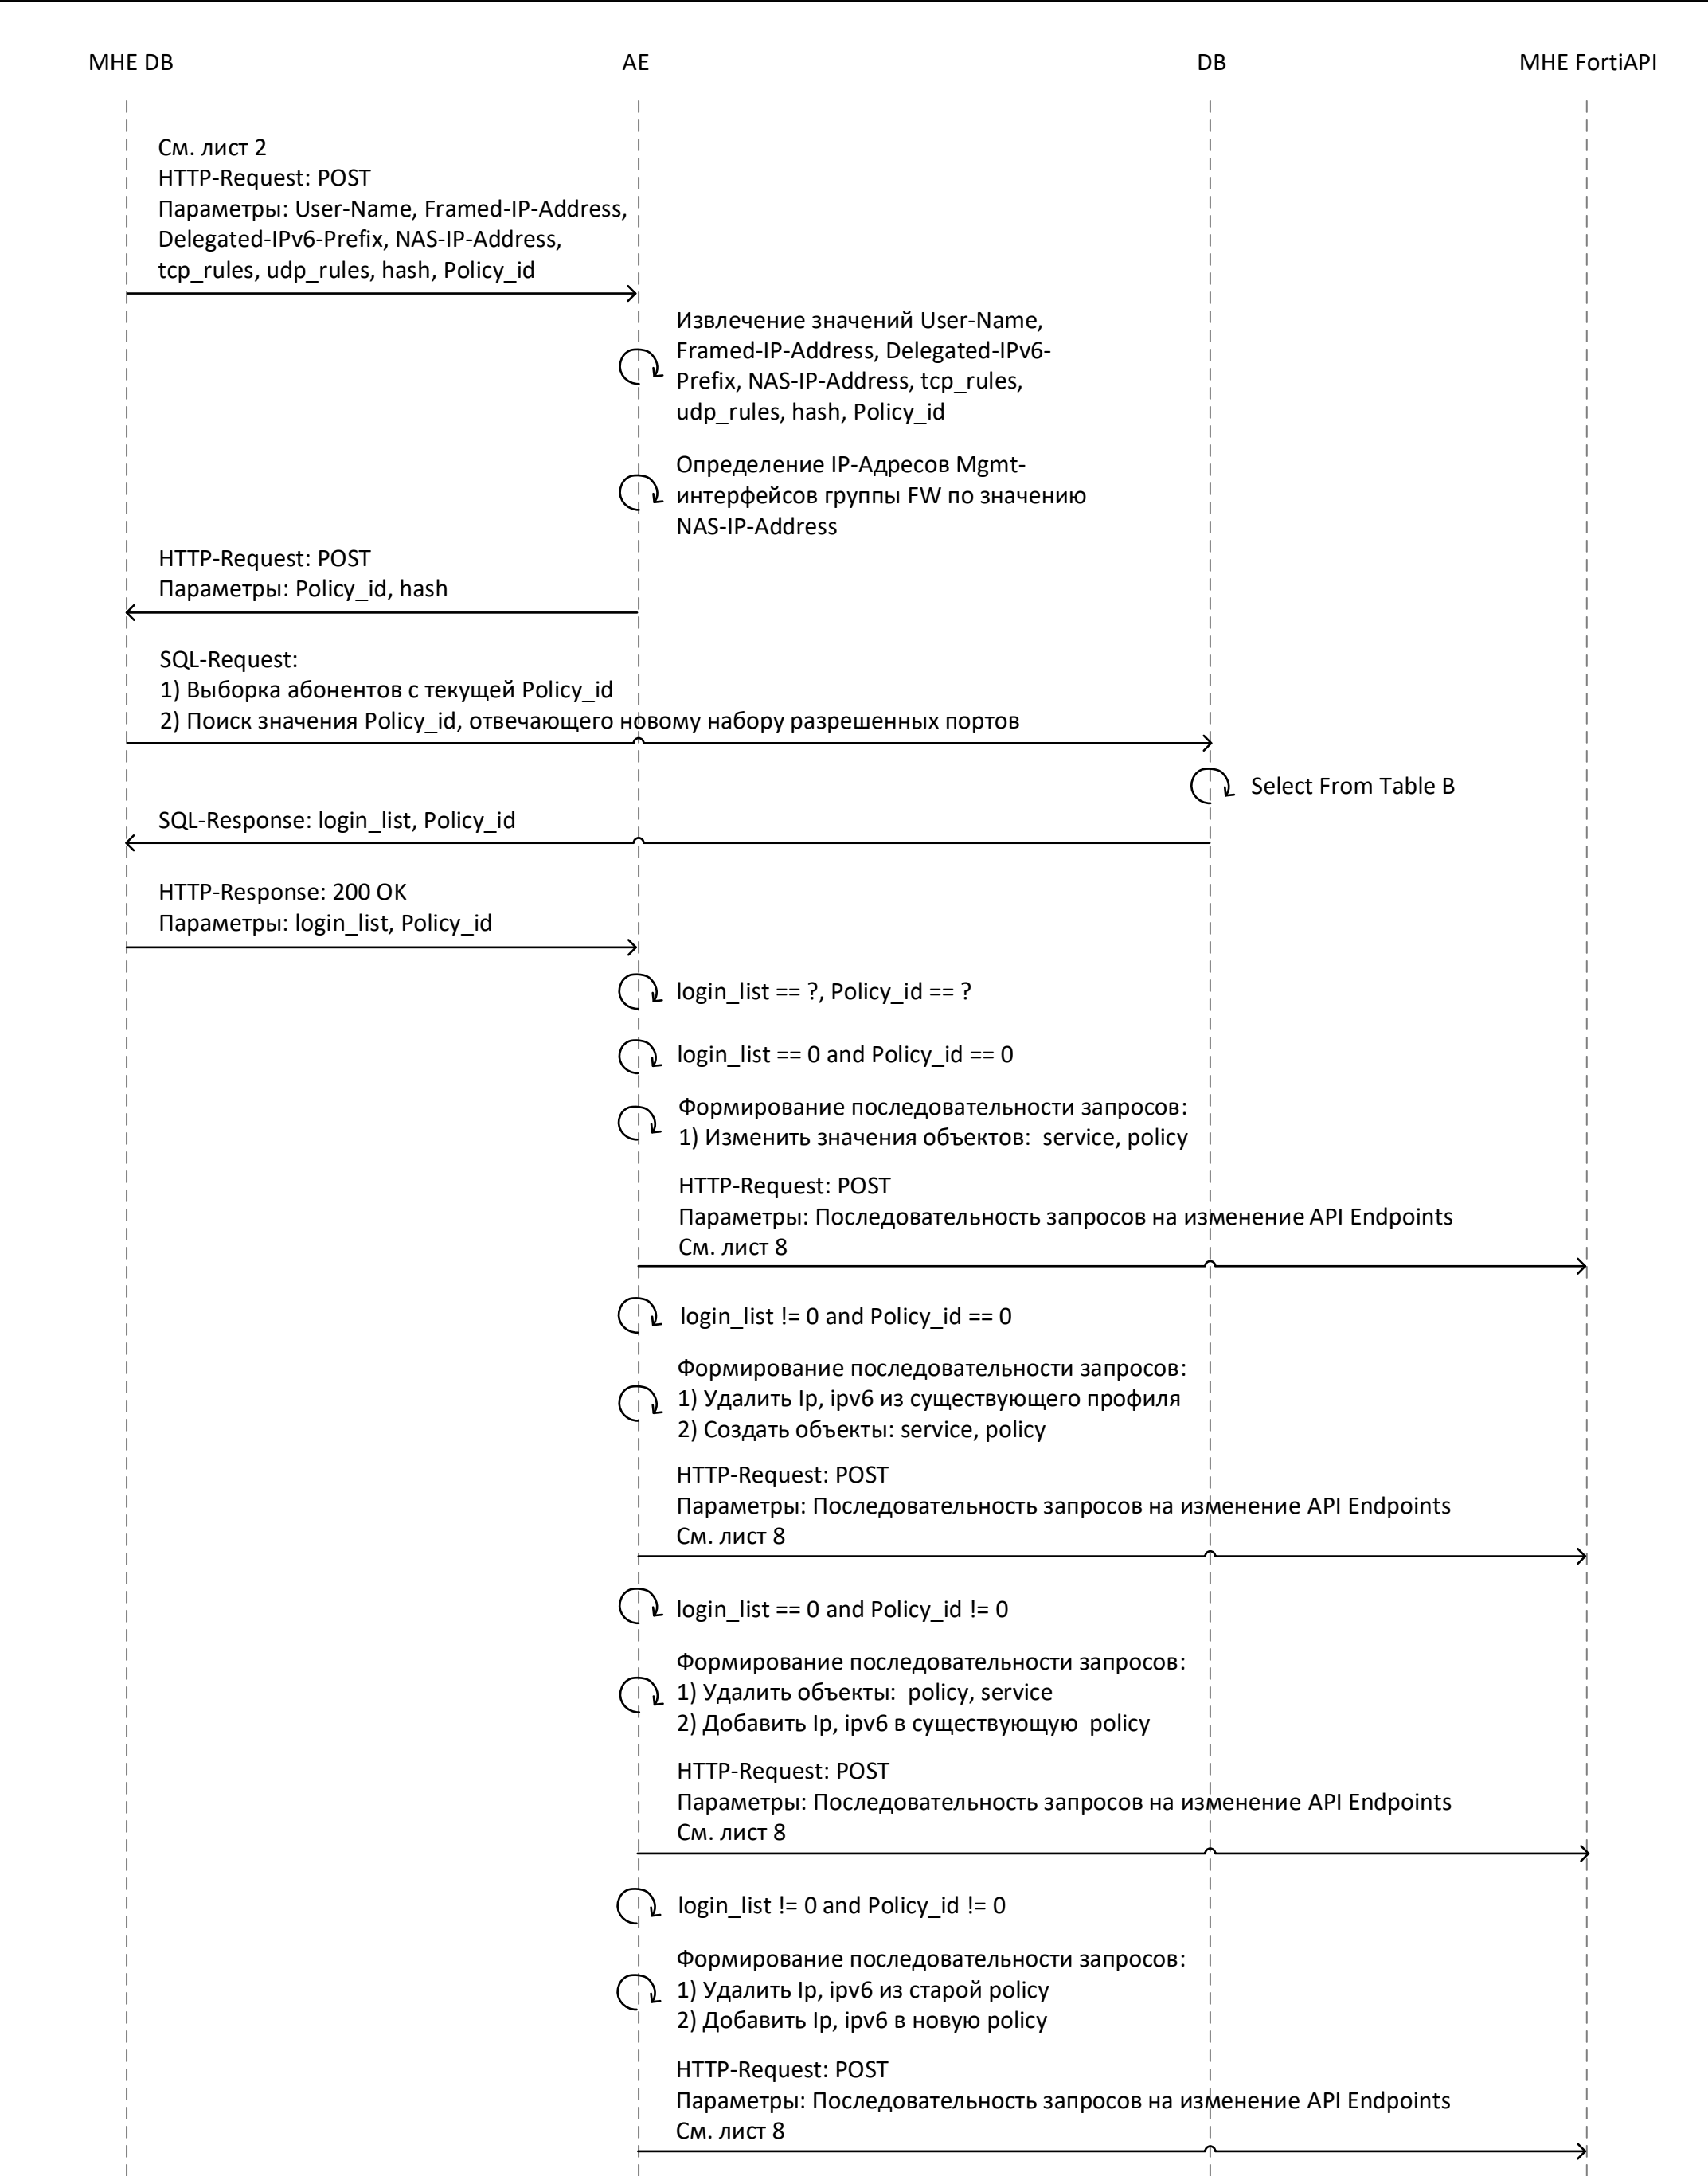 MHE DB
AE
DB
MHE FortiAPI
См. лист 2
HTTP-Request: POST
Параметры: User-Name, Framed-IP-Address,
Delegated-IPv6-Prefix, NAS-IP-Address,
tcp_rules, udp_rules, hash, Policy_id
Извлечение значений User-Name,
Framed-IP-Address, Delegated-IPv6-
Prefix, NAS-IP-Address, tcp_rules,
udp_rules, hash, Policy_id
Определение IP-Адресов Mgmt-
интерфейсов группы FW по значению
NAS-IP-Address
HTTP-Request: POST
Параметры: Policy_id, hash
SQL-Request:
1) Выборка абонентов с текущей Policy_id
2) Поиск значения Policy_id, отвечающего новому набору разрешенных портов
Select From Table B
SQL-Response: login_list, Policy_id
HTTP-Response: 200 OK
Параметры: login_list, Policy_id
login_list == ?, Policy_id == ?
login_list == 0 and Policy_id == 0
Формирование последовательности запросов:
1) Изменить значения объектов: service, policy
HTTP-Request: POST
Параметры: Последовательность запросов на изменение API Endpoints
См. лист 8
login_list != 0 and Policy_id == 0
Формирование последовательности запросов:
1) Удалить Ip, ipv6 из существующего профиля
2) Создать объекты: service, policy
HTTP-Request: POST
Параметры: Последовательность запросов на изменение API Endpoints
См. лист 8
login_list == 0 and Policy_id != 0
Формирование последовательности запросов:
1) Удалить объекты: policy, service
2) Добавить Ip, ipv6 в существующую policy
HTTP-Request: POST
Параметры: Последовательность запросов на изменение API Endpoints
См. лист 8
login_list != 0 and Policy_id != 0
Формирование последовательности запросов:
1) Удалить Ip, ipv6 из старой policy
2) Добавить Ip, ipv6 в новую policy
HTTP-Request: POST
Параметры: Последовательность запросов на изменение API Endpoints
См. лист 8